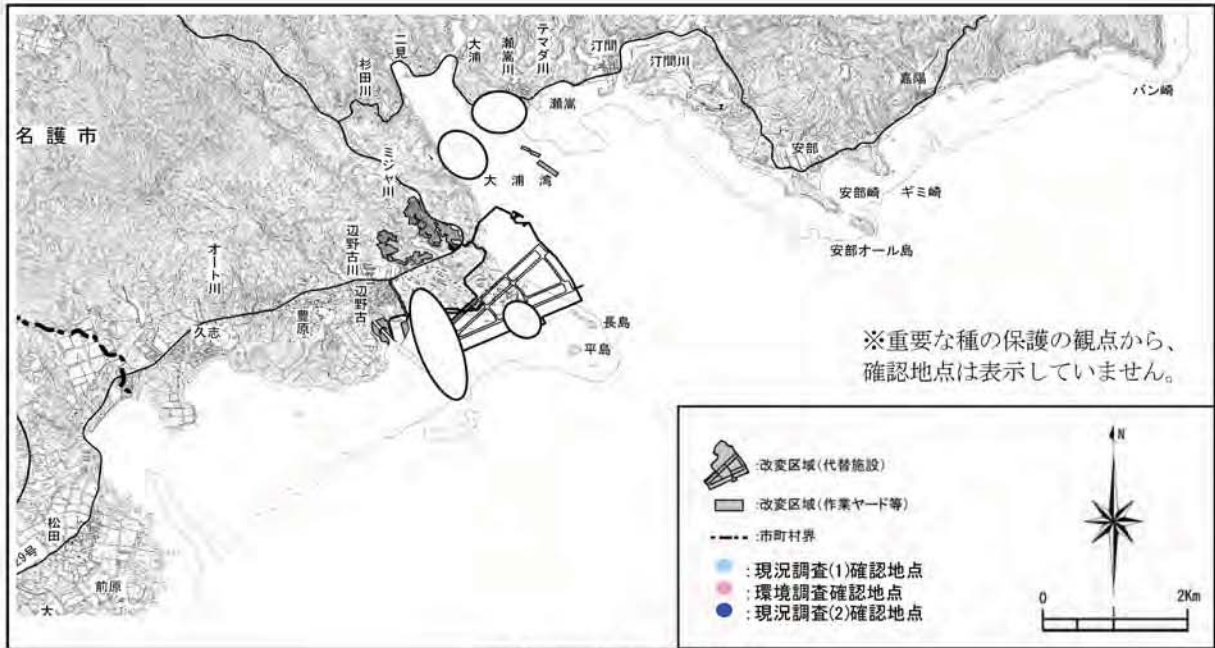 二見
大浦
瀬嵩川
テマダ川
汀間
汀間川
杉田川
瀬嵩
嘉陽
バン崎
名護市
ミジャ川
大浦湾
安部
安部崎
ギミ崎
安部オール島
オート川
辺野古川
辺野古
豊原
久志
長島
平島
※重要な種の保護の観点から、
確認地点は表示していません。
松田
前原
:改変区域(代替施設)
:改変区域(作業ヤード等)
:市町村界
:現況調査(1)確認地点
:環境調査確認地点
:現況調査(2)確認地点
N
0 2Km